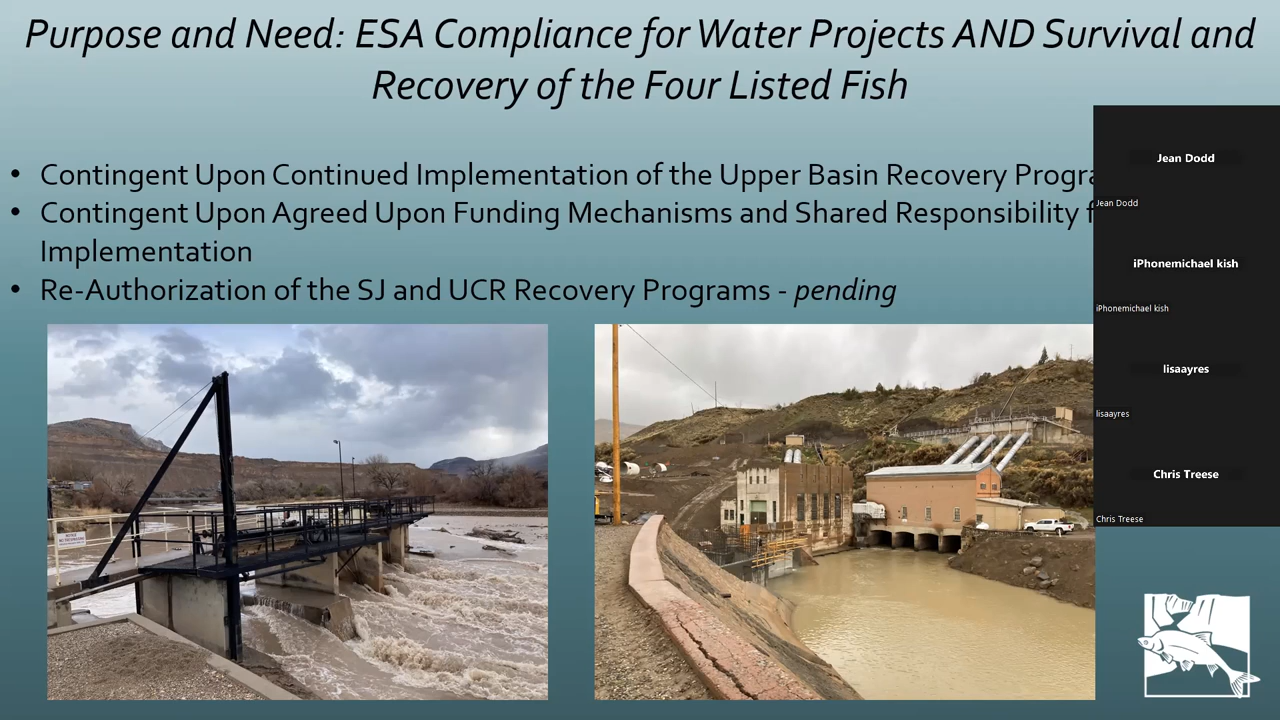 Purpose and Need: ESA Compliance for Water Projects AND Survival and
Recovery of the Four Listed Fish
• Contingent Upon Continued Implementation of the Upper Basin Recovery Progra
• Contingent Upon Agreed Upon Funding Mechanisms and Shared Responsibility f
Implementation
• Re-Authorization of the SJ and UCR Recovery Programs - pending
Jean Dodd
Jean Dodd
iPhonemichael kish
iPhonemichael kish
lisaayres
lisaayres
Chris Treese
Chris Treese